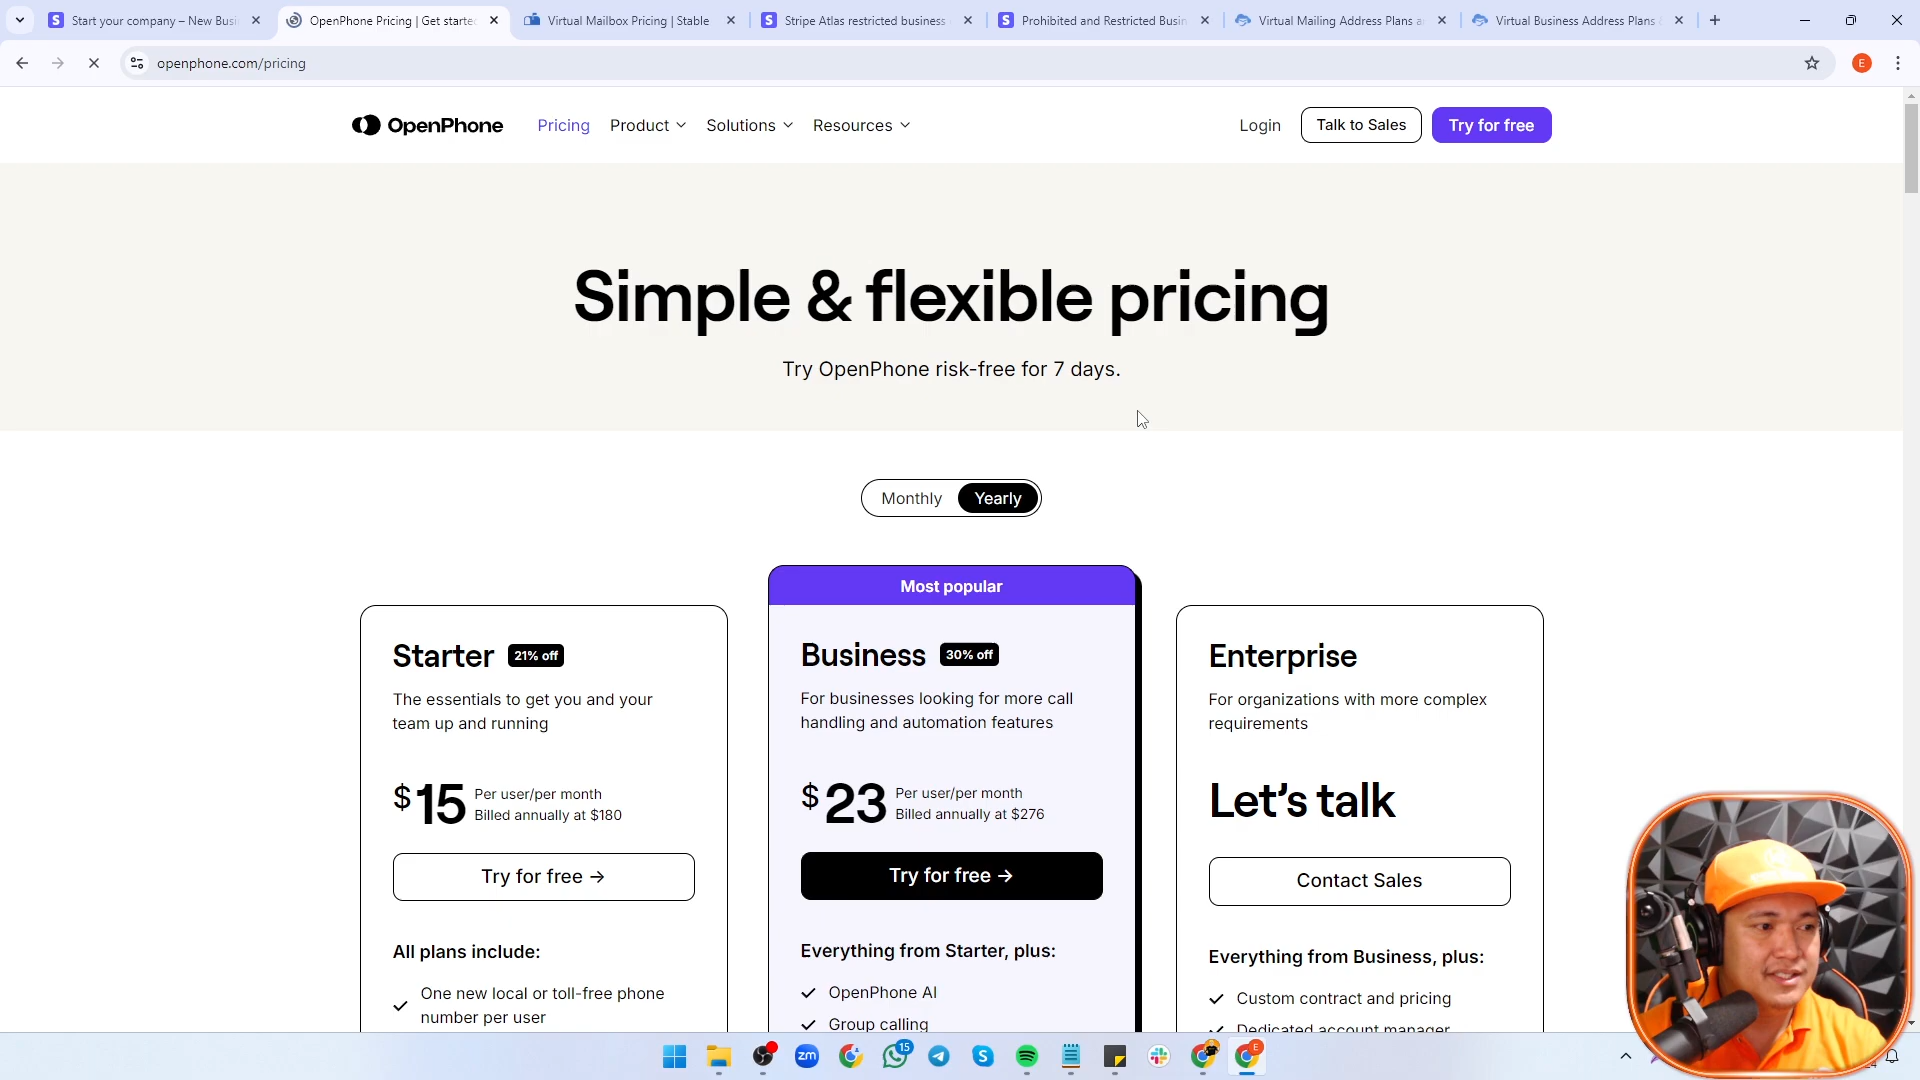 Start your company – New Busi
OpenPhone Pricing | Get starte
Virtual Mailbox Pricing | Stable
Stripe Atlas restricted business
Prohibited and Restricted Busin
Virtual Mailing Address Plans a
Virtual Business Address Plans
openphone.com/pricing
E
OpenPhone
Pricing
Product
Solutions
Resources
Login
Talk to Sales
Try for free
Simple & flexible pricing
Try OpenPhone risk-free for 7 days.
Monthly
Yearly
Starter
21% off
The essentials to get you and your
team up and running
$15
Per user/per month
Billed annually at $180
Try for free →
All plans include:
One new local or toll-free phone
number per user
Most popular
Business
30% off
For businesses looking for more call
handling and automation features
$23
Per user/per month
Billed annually at $276
Try for free →
Everything from Starter, plus:
OpenPhone AI
Group calling
Enterprise
For organizations with more complex
requirements
Let's talk
Contact Sales
Everything from Business, plus:
Custom contract and pricing
Dedicated account manager
zm
15
E